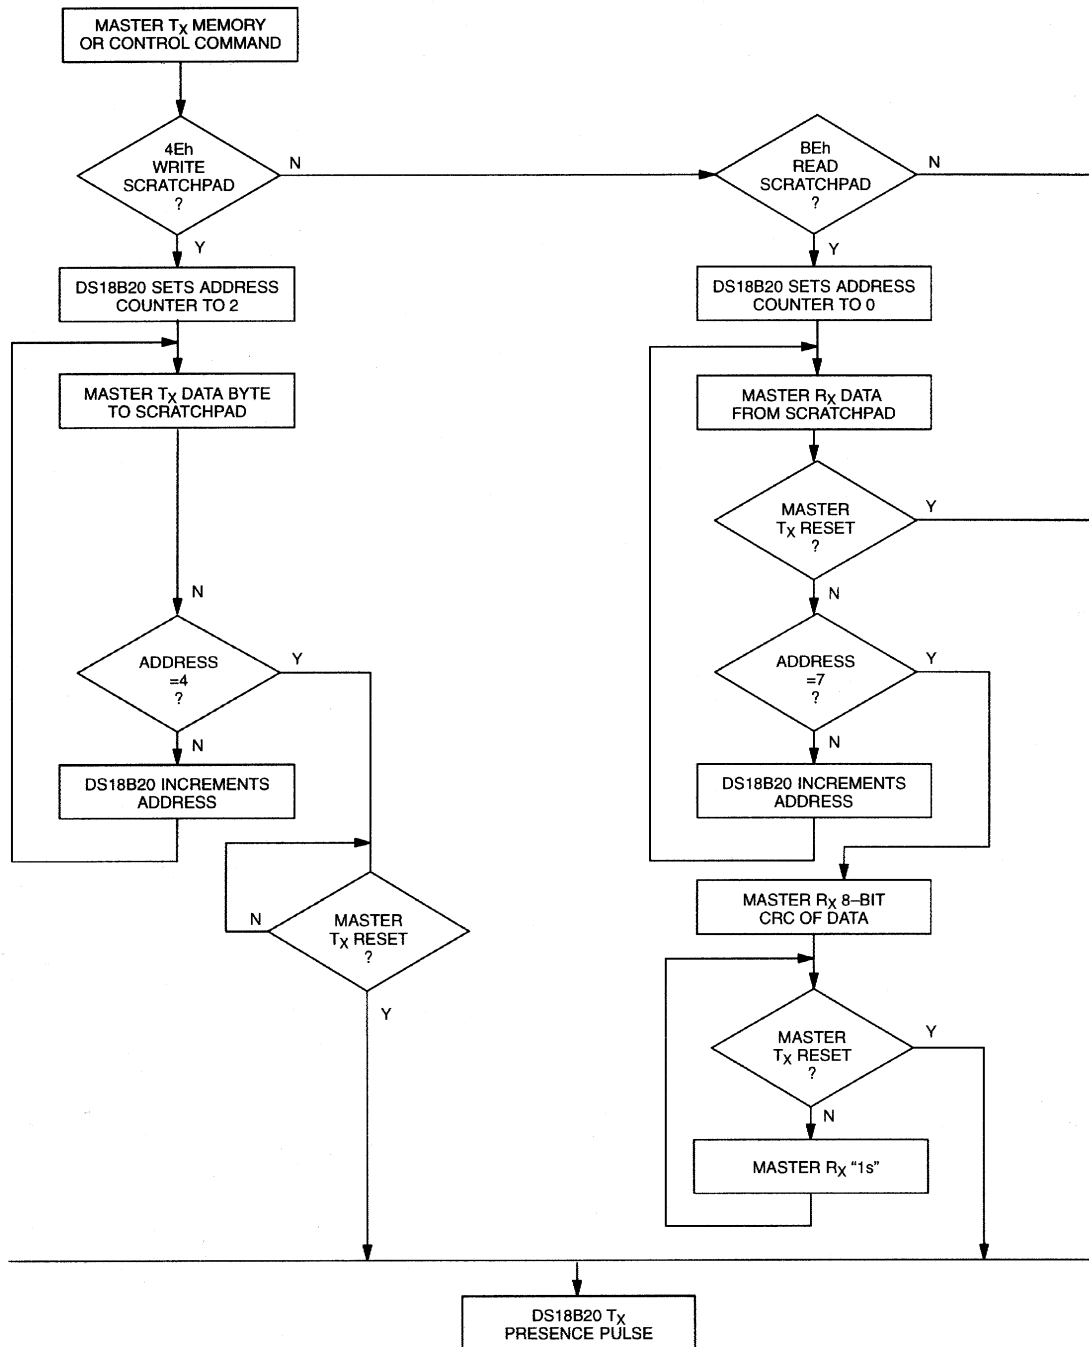 MASTER TX MEMORY
OR CONTROL COMMAND
4Eh
WRITE
SCRATCHPAD
?
N
Y
DS18B20 SETS ADDRESS
COUNTER TO 2
MASTER TX DATA BYTE
TO SCRATCHPAD
N
ADDRESS
=4
?
Y
N
DS18B20 INCREMENTS
ADDRESS
MASTER
TX RESET
?
N
Y
BEh
READ
SCRATCHPAD
?
N
Y
DS18B20 SETS ADDRESS
COUNTER TO 0
MASTER RX DATA
FROM SCRATCHPAD
MASTER
TX RESET
?
Y
N
ADDRESS
=7
?
Y
N
DS18B20 INCREMENTS
ADDRESS
MASTER RX 8–BIT
CRC OF DATA
MASTER
TX RESET
?
Y
N
MASTER RX “1s”
DS18B20 TX
PRESENCE PULSE